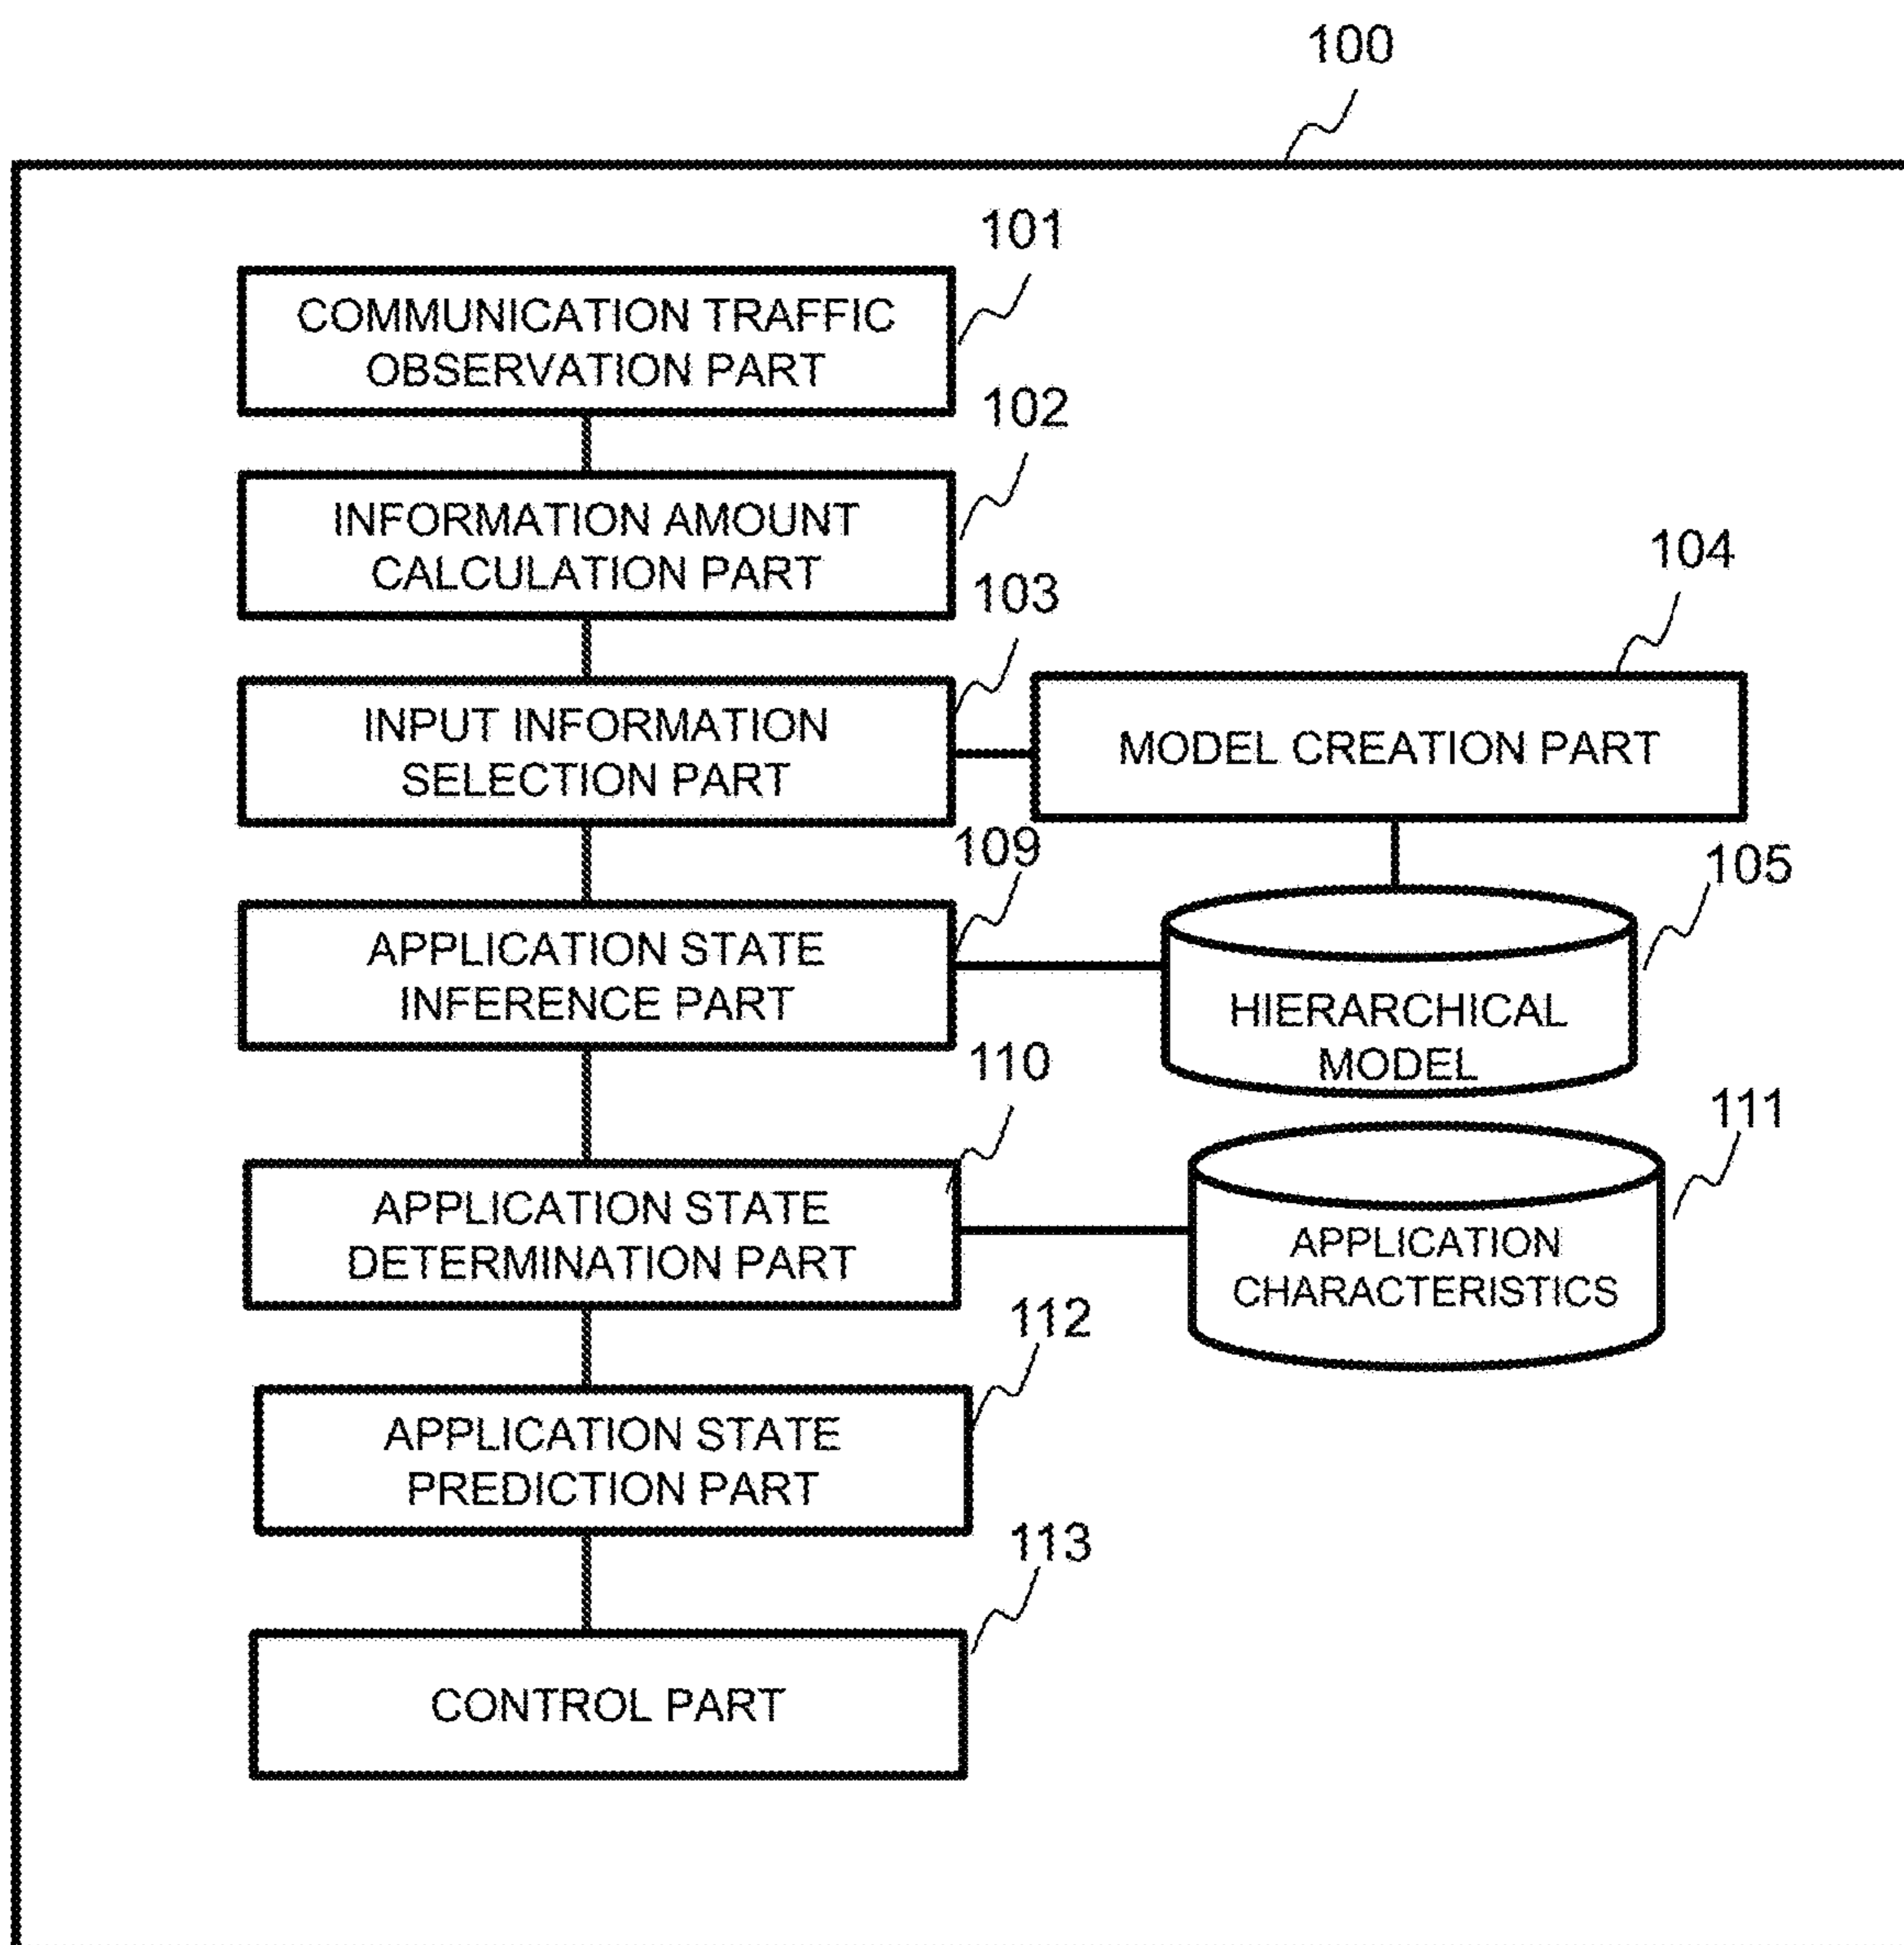 100
101
COMMUNICATION TRAFFIC
OBSERVATION PART
102
INFORMATION AMOUNT
CALCULATION PART
103
INPUT INFORMATION
SELECTION PART
104
MODEL CREATION PART
109
APPLICATION STATE
INFERENCE PART
105
HIERARCHICAL
MODEL
110
APPLICATION STATE
DETERMINATION PART
111
APPLICATION
CHARACTERISTICS
112
APPLICATION STATE
PREDICTION PART
113
CONTROL PART